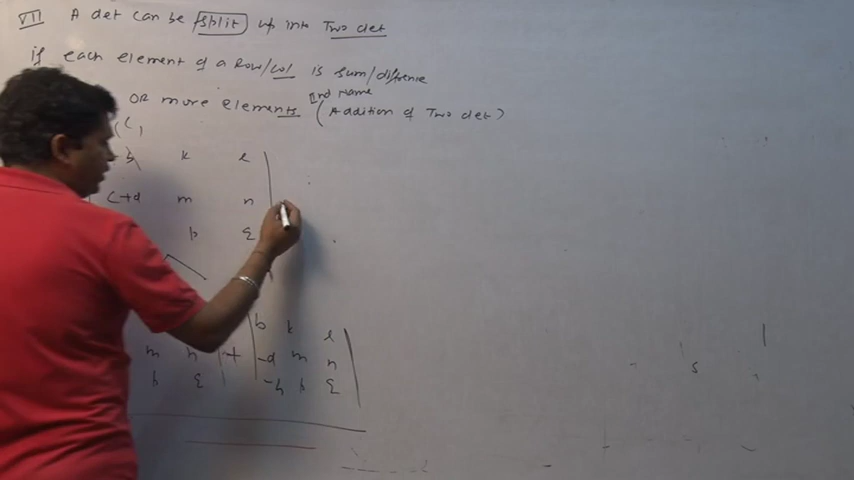 VII A det can be split up into Two det
if each element of a Row/Col is sum/difference
IInd Name
OR more elements (Addition of Two det)
k l
c+d m n
p q
b k l
m n + -d m n
p q -h p q